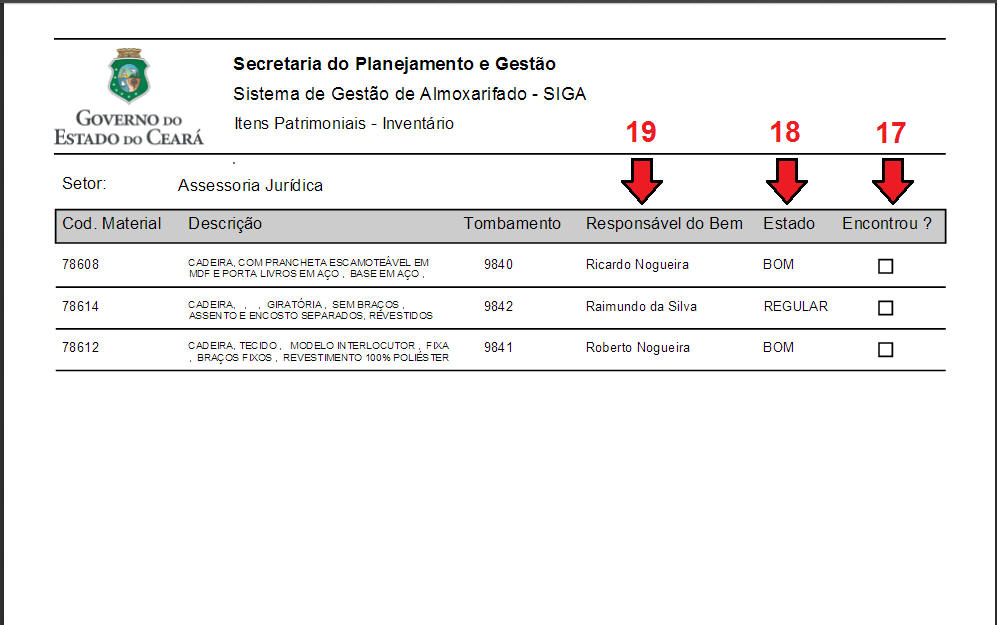 GOVERNO DO
ESTADO DO CEARÁ
Secretaria do Planejamento e Gestão
Sistema de Gestão de Almoxarifado - SIGA
Itens Patrimoniais - Inventário
19 18 17
Setor: Assessoria Jurídica
Cod. Material Descrição Tombamento Responsável do Bem Estado Encontrou ?
78608 CADEIRA, COM PRANCHETA ESCAMOTEÁVEL EM 9840 Ricardo Nogueira BOM
MDF E PORTA LIVROS EM AÇO , BASE EM AÇO ,
78614 CADEIRA, , , GIRATÓRIA , SEM BRAÇOS , 9842 Raimundo da Silva REGULAR
ASSENTO E ENCOSTO SEPARADOS, REVESTIDOS
78612 CADEIRA, TECIDO , MODELO INTERLOCUTOR , FIXA 9841 Roberto Nogueira BOM
, BRAÇOS FIXOS , REVESTIMENTO 100% POLIÉSTER